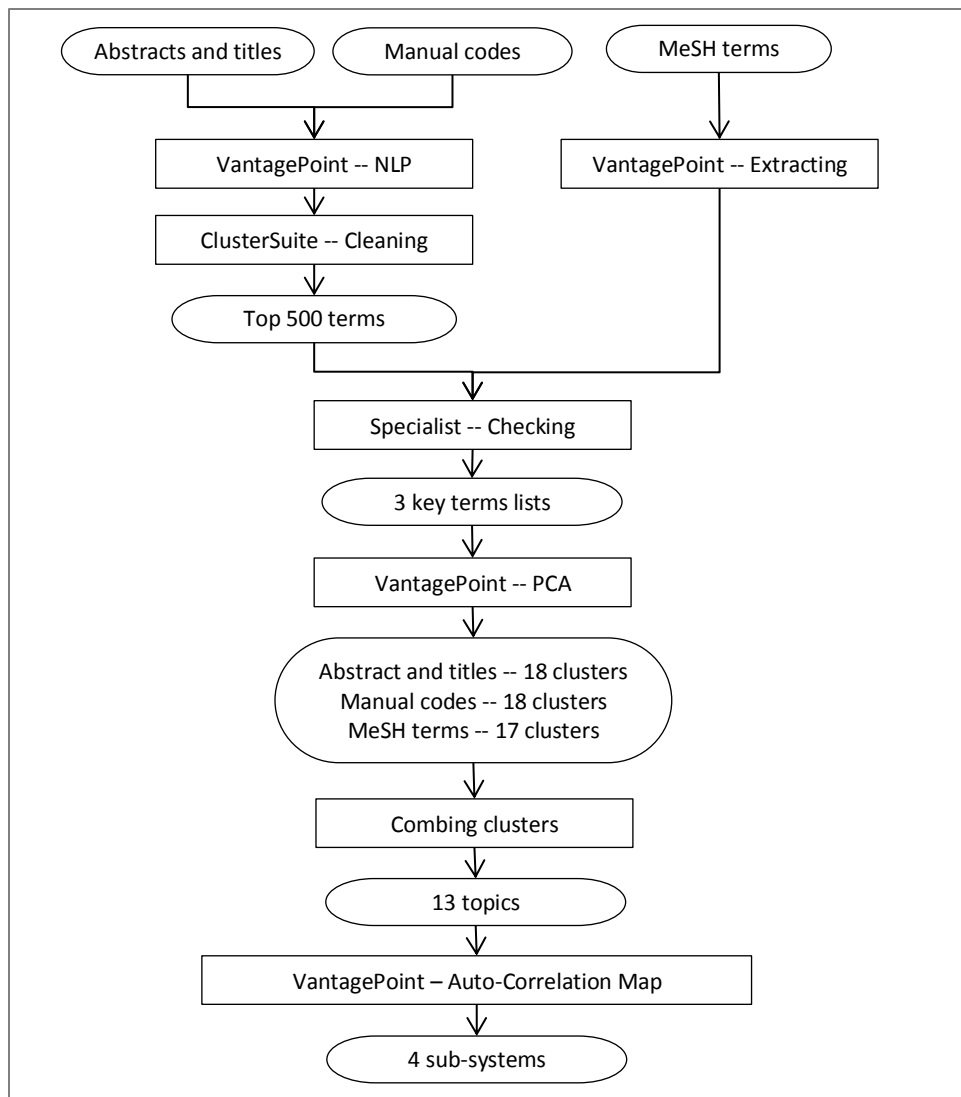 Abstracts and titles
Manual codes
MeSH terms
VantagePoint -- NLP
VantagePoint -- Extracting
ClusterSuite -- Cleaning
Top 500 terms
Specialist -- Checking
3 key terms lists
VantagePoint -- PCA
Abstract and titles -- 18 clusters
Manual codes -- 18 clusters
MeSH terms -- 17 clusters
Combing clusters
13 topics
VantagePoint – Auto-Correlation Map
4 sub-systems